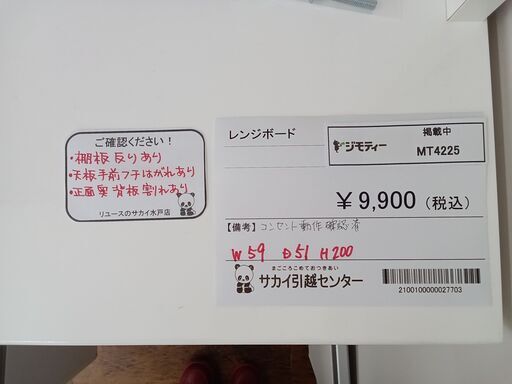 ご確認ください！
・棚板反りあり
・天板手前フチはがれあり
・正面奥背板割れあり
リユースのサカイ水戸店
レンジボード
ジモティー
掲載中
MT4225
￥9,900（税込）
【備考】コンセント動作確認済
W59 D51 H200
まごころこめておつきあい
サカイ引越センター
2100100000027703